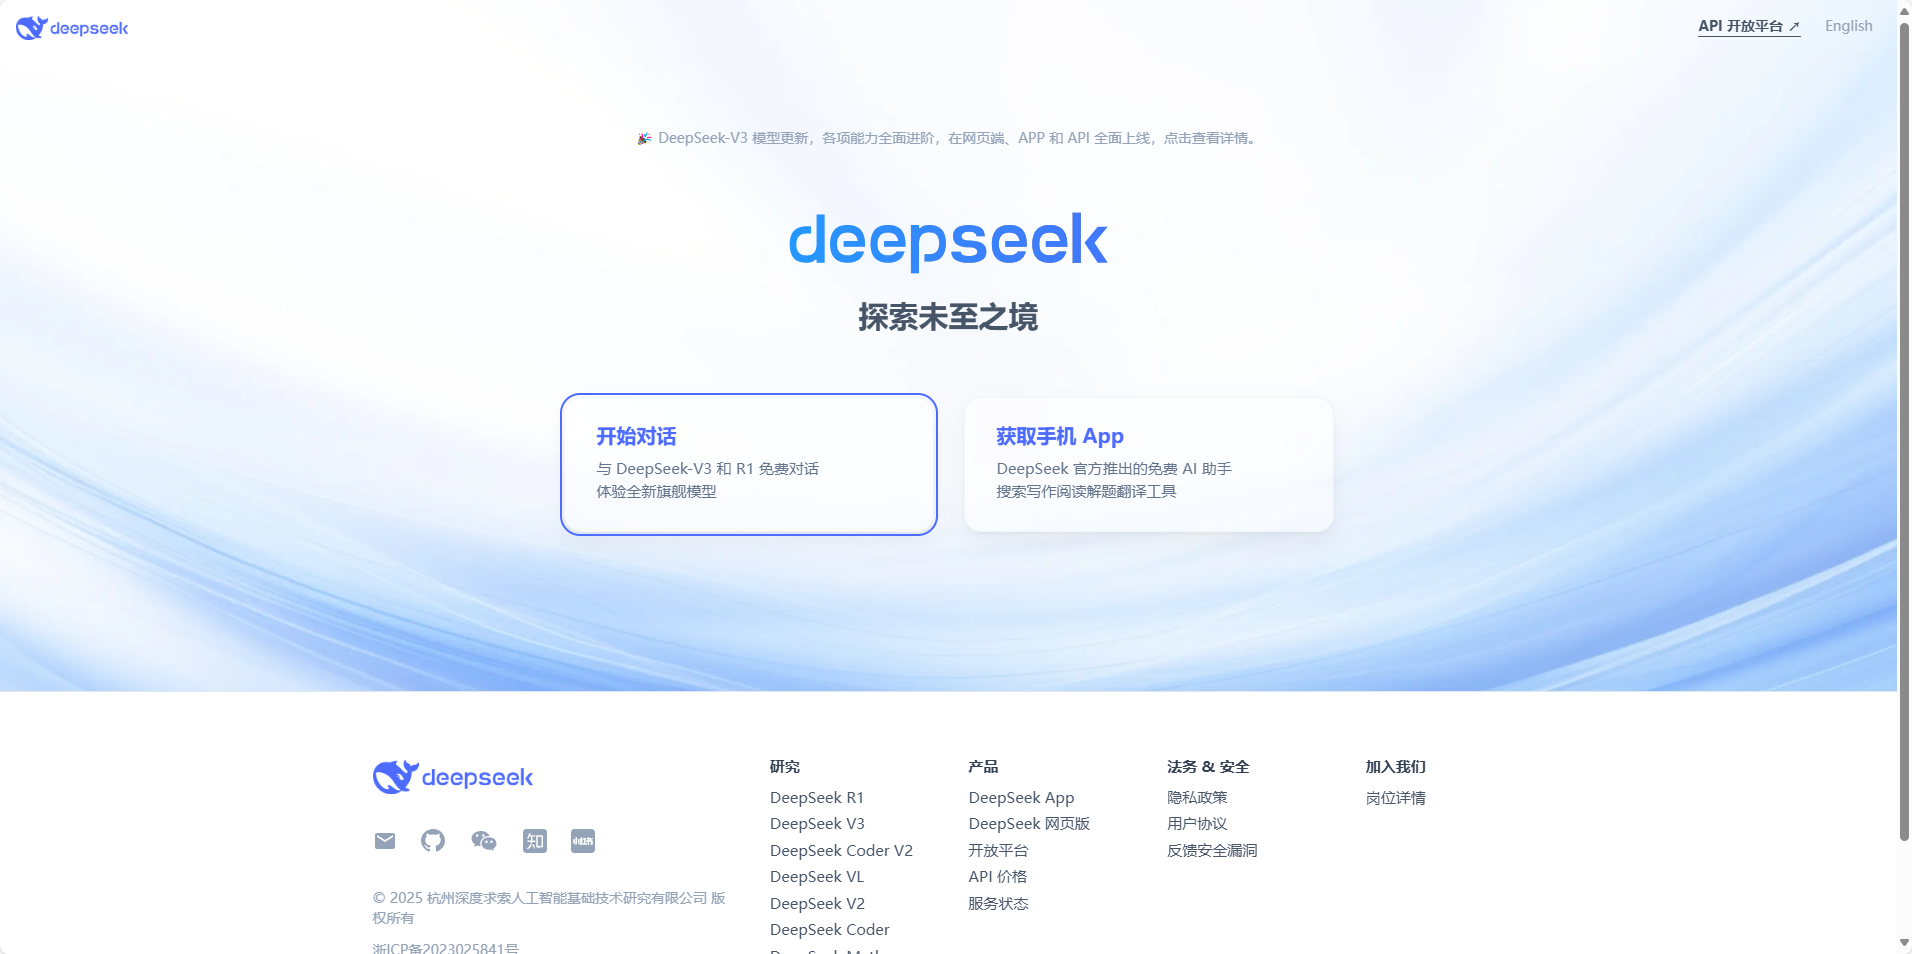 deepseek
API 开放平台 ↗
English
🎉 DeepSeek-V3 模型更新，各项能力全面进阶，在网页端、APP 和 API 全面上线，点击查看详情。
deepseek
探索未至之境
开始对话
与 DeepSeek-V3 和 R1 免费对话
体验全新旗舰模型
获取手机 App
DeepSeek 官方推出的免费 AI 助手
搜索写作阅读解题翻译工具
deepseek
知
小红书
© 2025 杭州深度求索人工智能基础技术研究有限公司 版
权所有
浙ICP备2023025841号
研究
DeepSeek R1
DeepSeek V3
DeepSeek Coder V2
DeepSeek VL
DeepSeek V2
DeepSeek Coder
DeepSeek Math
产品
DeepSeek App
DeepSeek 网页版
开放平台
API 价格
服务状态
法务 & 安全
隐私政策
用户协议
反馈安全漏洞
加入我们
岗位详情